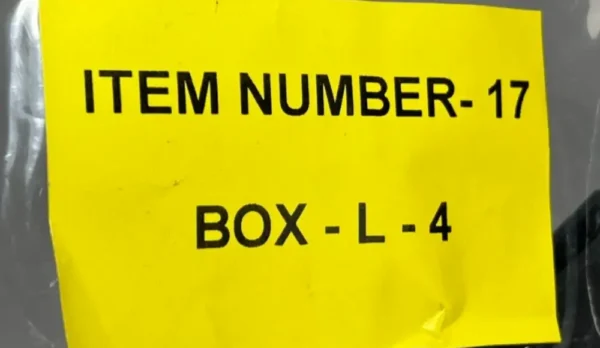 ITEM NUMBER- 17
BOX - L - 4